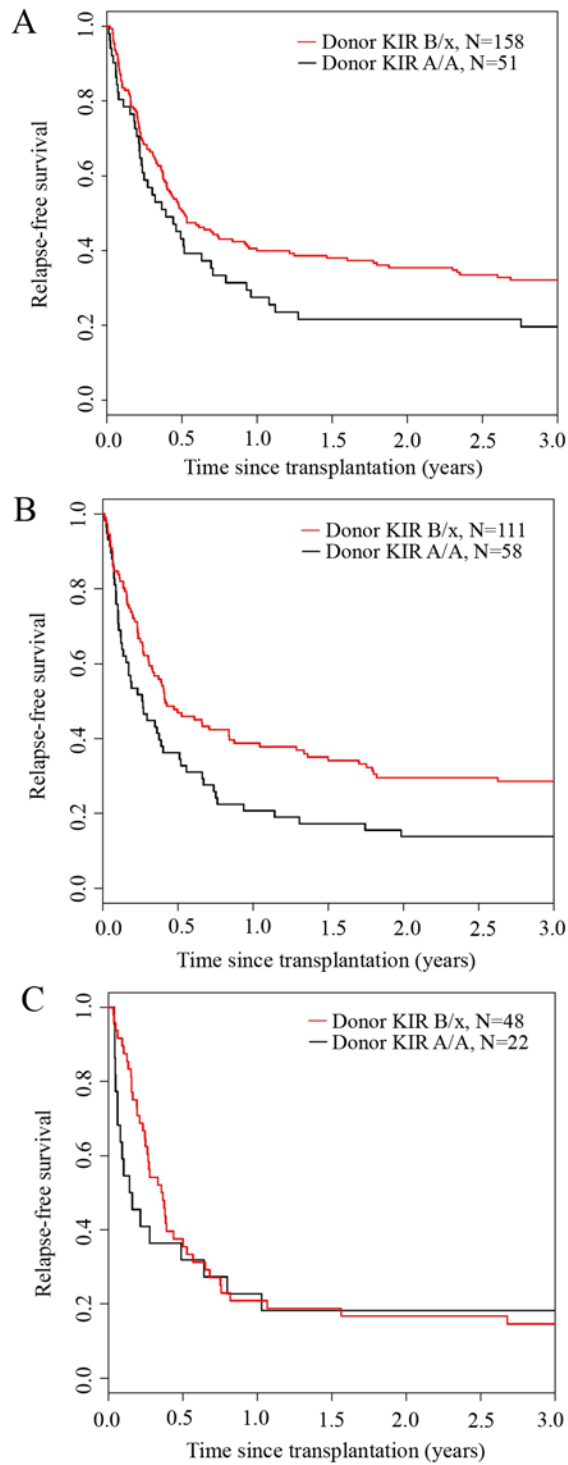 A
Donor KIR B/x, N=158
Donor KIR A/A, N=51
Relapse-free survival
1.0
0.8
0.6
0.4
0.2
0.0
0.0 0.5 1.0 1.5 2.0 2.5 3.0
Time since transplantation (years)
B
Donor KIR B/x, N=111
Donor KIR A/A, N=58
Relapse-free survival
1.0
0.8
0.6
0.4
0.2
0.0
0.0 0.5 1.0 1.5 2.0 2.5 3.0
Time since transplantation (years)
C
Donor KIR B/x, N=48
Donor KIR A/A, N=22
Relapse-free survival
1.0
0.8
0.6
0.4
0.2
0.0
0.0 0.5 1.0 1.5 2.0 2.5 3.0
Time since transplantation (years)